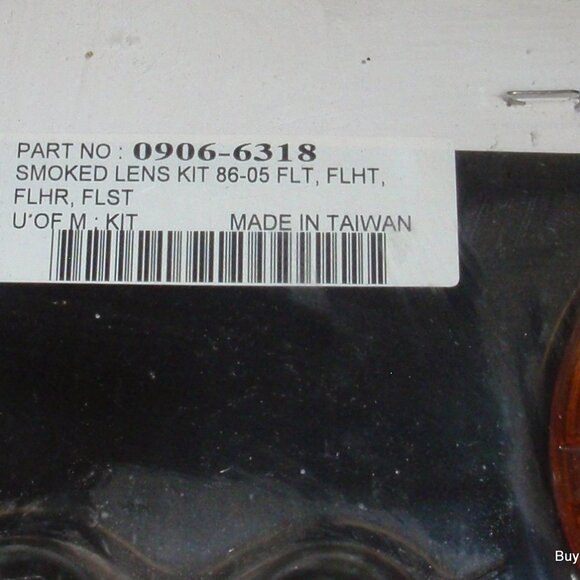 PART NO : 0906-6318
SMOKED LENS KIT 86-05 FLT, FLHT,
FLHR, FLST
U'OF M : KIT MADE IN TAIWAN
Buy